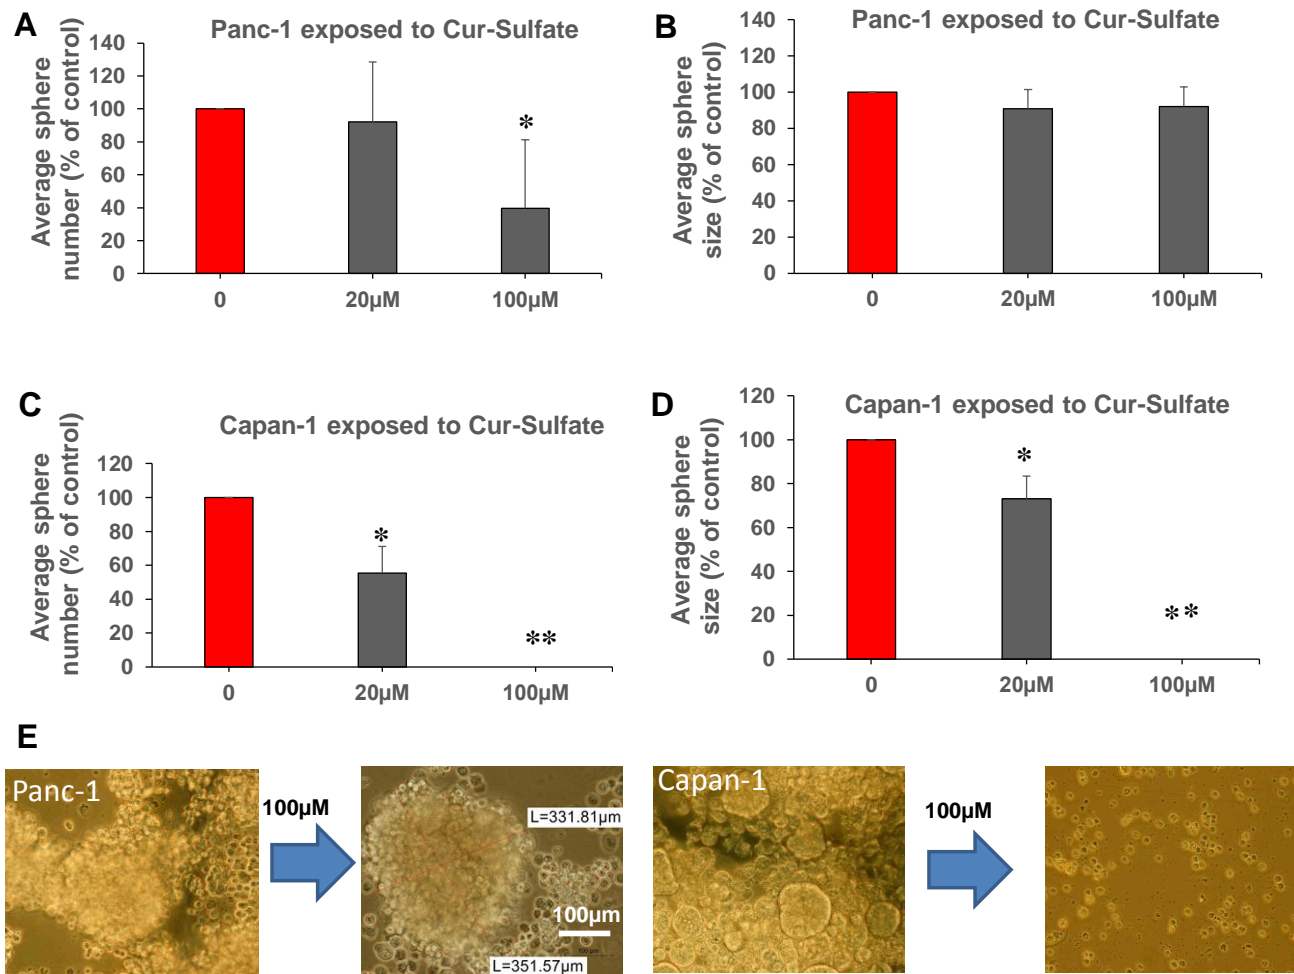 A
Panc-1 exposed to Cur-Sulfate
Average sphere
number (% of control)
140
120
100
80
60
40
20
0
0
20µM
100µM
*
B
Panc-1 exposed to Cur-Sulfate
Average sphere
size (% of control)
140
120
100
80
60
40
20
0
0
20µM
100µM
C
Capan-1 exposed to Cur-Sulfate
Average sphere
number (% of control)
120
100
80
60
40
20
0
0
20µM
100µM
*
**
D
Capan-1 exposed to Cur-Sulfate
Average sphere
size (% of control)
120
100
80
60
40
20
0
0
20µM
100µM
*
**
E
Panc-1
100µM
L=331.81µm
100µm
100 µm
L=351.57µm
Capan-1
100µM